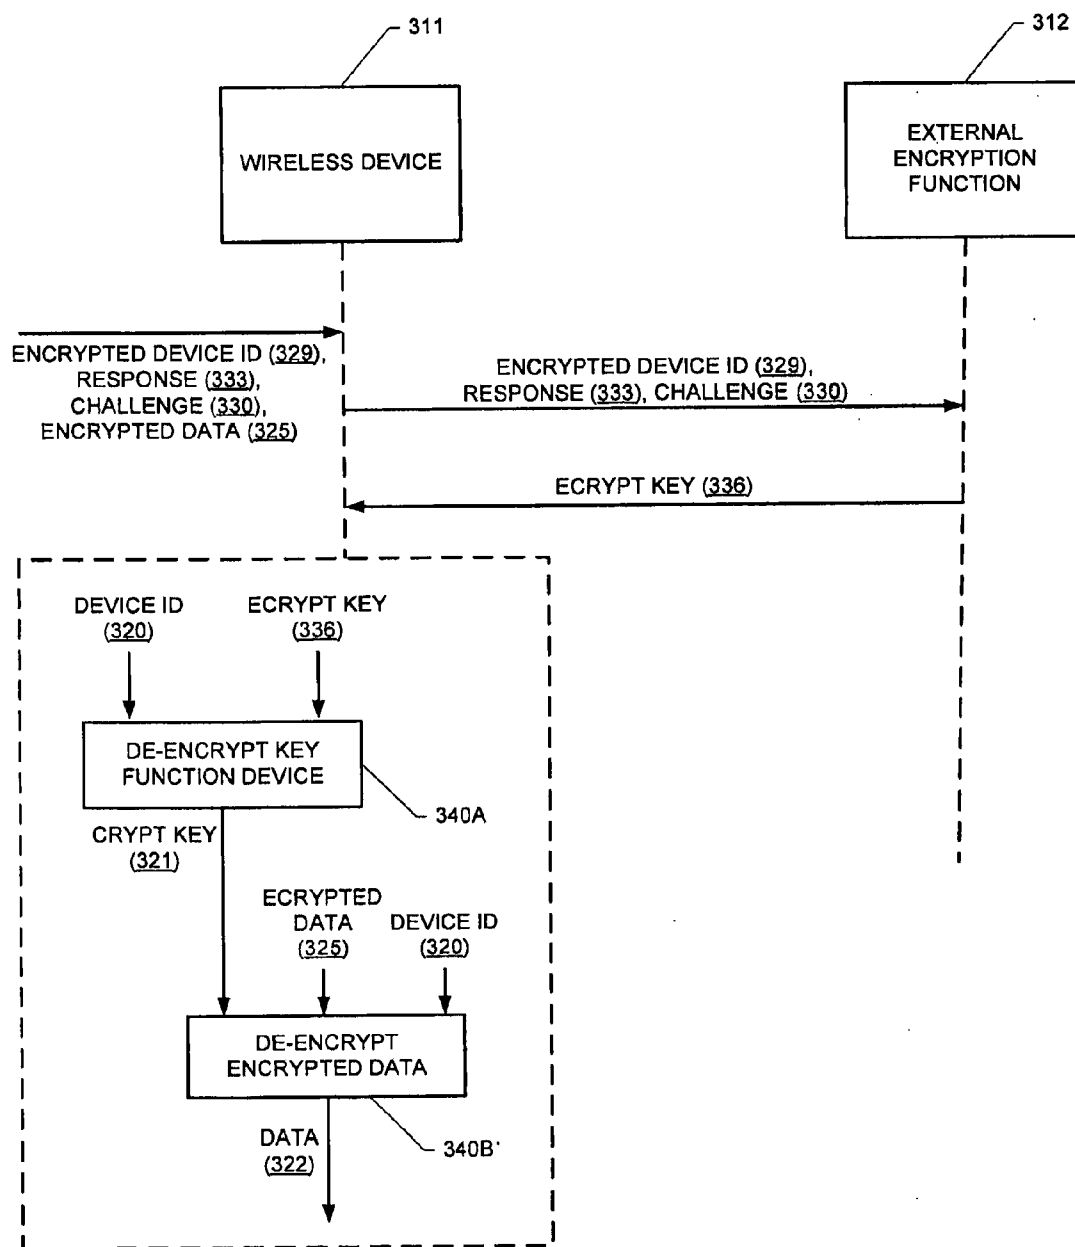 311
312
WIRELESS DEVICE
EXTERNAL
ENCRYPTION
FUNCTION
ENCRYPTED DEVICE ID (329),
RESPONSE (333),
CHALLENGE (330),
ENCRYPTED DATA (325)
ENCRYPTED DEVICE ID (329),
RESPONSE (333), CHALLENGE (330)
ECRYPT KEY (336)
DEVICE ID
(320)
ECRYPT KEY
(336)
DE-ENCRYPT KEY
FUNCTION DEVICE
340A
CRYPT KEY
(321)
ECRYPTED
DATA
(325)
DEVICE ID
(320)
DE-ENCRYPT
ENCRYPTED DATA
340B
DATA
(322)